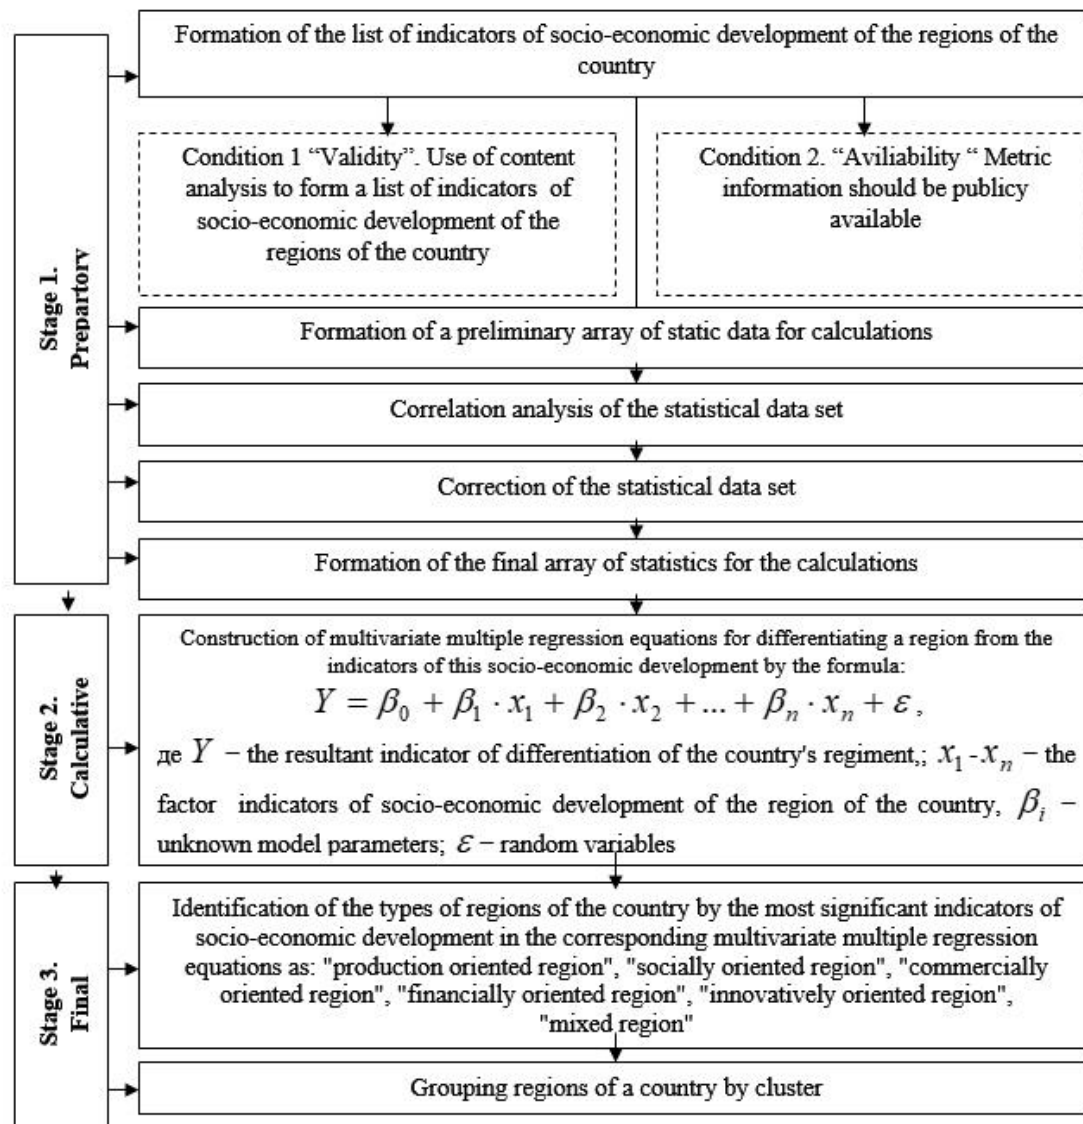 Formation of the list of indicators of socio-economic development of the regions of the
country
Condition 1 “Validity”. Use of content
analysis to form a list of indicators of
socio-economic development of the
regions of the country
Condition 2. “Aviliability “ Metric
information should be publicy
available
Stage 1.
Prepartory
Formation of a preliminary array of static data for calculations
Correlation analysis of the statistical data set
Correction of the statistical data set
Formation of the final array of statistics for the calculations
Stage 2.
Calculative
Construction of multivariate multiple regression equations for differentiating a region from the
indicators of this socio-economic development by the formula:
Y = β₀ + β₁ · x₁ + β₂ · x₂ + ... + βₙ · xₙ + ε ,
де Y – the resultant indicator of differentiation of the country's regiment,; x₁ - xₙ – the
factor indicators of socio-economic development of the region of the country, βᵢ –
unknown model parameters; ε – random variables
Stage 3.
Final
Identification of the types of regions of the country by the most significant indicators of
socio-economic development in the corresponding multivariate multiple regression
equations as: "production oriented region", "socially oriented region", "commercially
oriented region", "financially oriented region", "innovatively oriented region",
"mixed region"
Grouping regions of a country by cluster